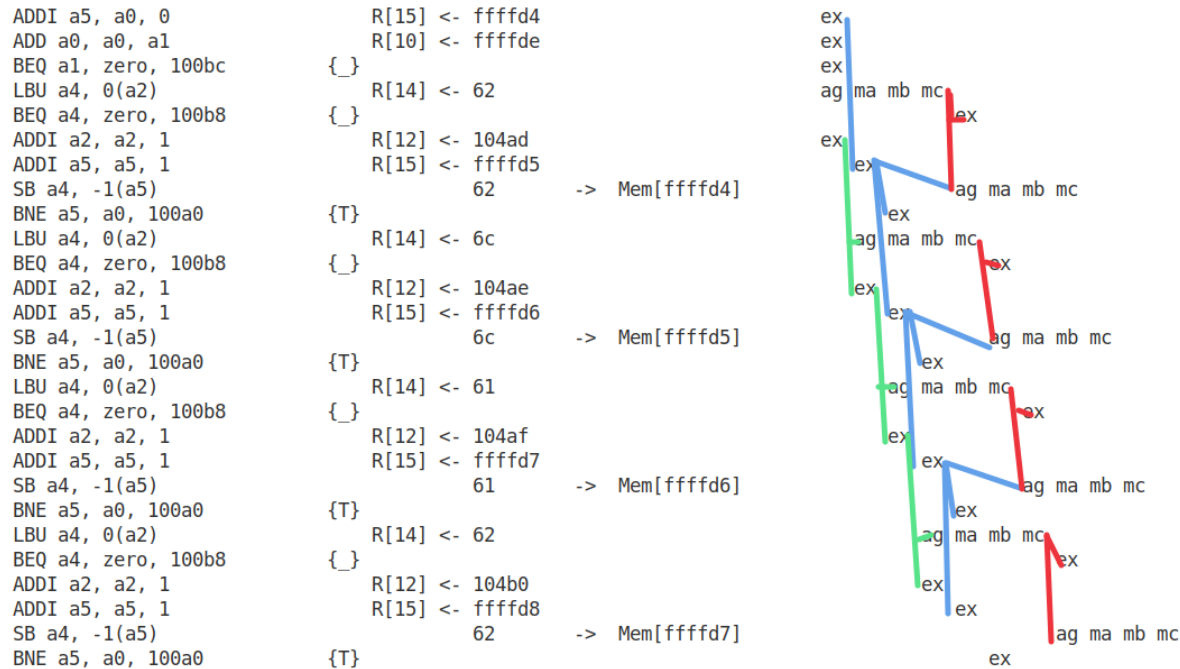 ADDI a5, a0, 0 R[15] <- ffffd4 ex
ADD a0, a0, a1 R[10] <- ffffde ex
BEQ a1, zero, 100bc {_} ex
LBU a4, 0(a2) R[14] <- 62 ag ma mb mc
BEQ a4, zero, 100b8 {_} ex
ADDI a2, a2, 1 R[12] <- 104ad ex
ADDI a5, a5, 1 R[15] <- ffffd5 ex
SB a4, -1(a5) 62 -> Mem[ffffd4] ag ma mb mc
BNE a5, a0, 100a0 {T} ex
LBU a4, 0(a2) R[14] <- 6c ag ma mb mc
BEQ a4, zero, 100b8 {_} ex
ADDI a2, a2, 1 R[12] <- 104ae ex
ADDI a5, a5, 1 R[15] <- ffffd6 ex
SB a4, -1(a5) 6c -> Mem[ffffd5] ag ma mb mc
BNE a5, a0, 100a0 {T} ex
LBU a4, 0(a2) R[14] <- 61 ag ma mb mc
BEQ a4, zero, 100b8 {_} ex
ADDI a2, a2, 1 R[12] <- 104af ex
ADDI a5, a5, 1 R[15] <- ffffd7 ex
SB a4, -1(a5) 61 -> Mem[ffffd6] ag ma mb mc
BNE a5, a0, 100a0 {T} ex
LBU a4, 0(a2) R[14] <- 62 ag ma mb mc
BEQ a4, zero, 100b8 {_} ex
ADDI a2, a2, 1 R[12] <- 104b0 ex
ADDI a5, a5, 1 R[15] <- ffffd8 ex
SB a4, -1(a5) 62 -> Mem[ffffd7] ag ma mb mc
BNE a5, a0, 100a0 {T} ex